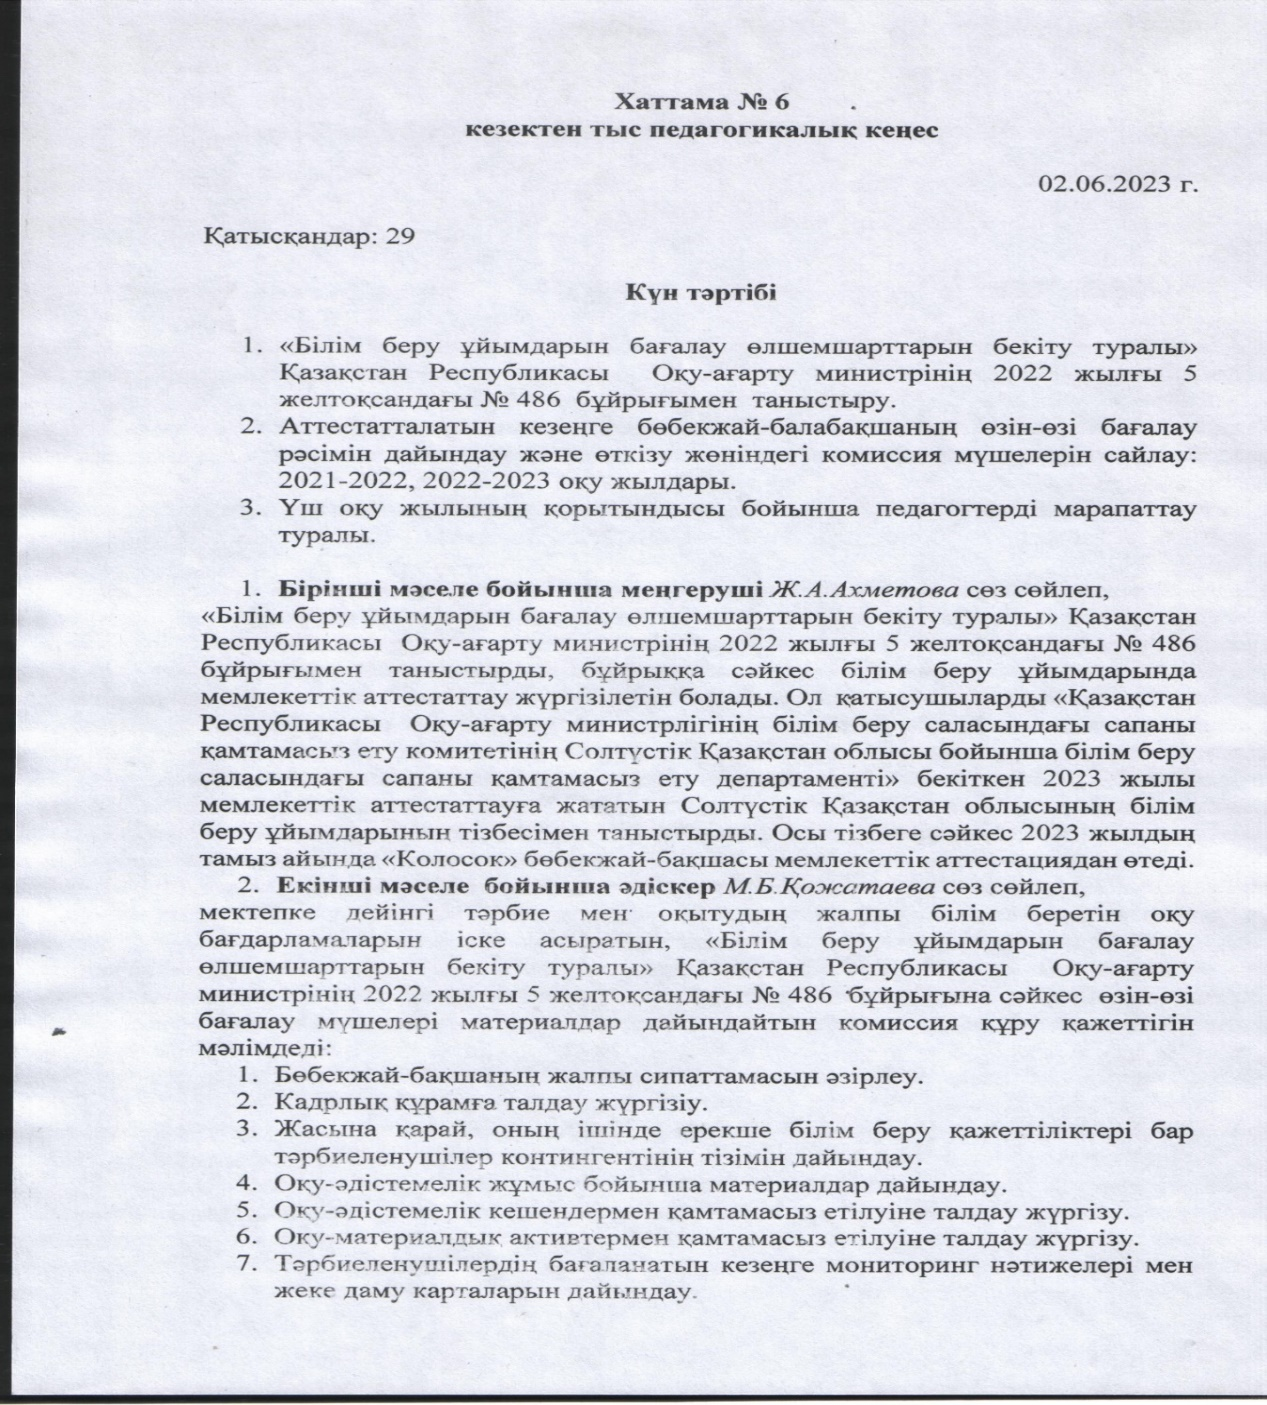 Хаттама № 6
кезектен тыс педагогикалық кеңес
02.06.2023 г.
Қатысқандар: 29
Күн тәртібі
1. «Білім беру ұйымдарын бағалау өлшемшарттарын бекіту туралы»
Қазақстан Республикасы Оқу-ағарту министрінің 2022 жылғы 5
желтоқсандағы № 486 бұйрығымен таныстыру.
2. Аттестатталатын кезеңге бөбекжай-балабақшаның өзін-өзі бағалау
рәсімін дайындау және өткізу жөніндегі комиссия мүшелерін сайлау:
2021-2022, 2022-2023 оқу жылдары.
3. Үш оқу жылының қорытындысы бойынша педагогтерді марапаттау
туралы.
1. Бірінші мәселе бойынша меңгеруші Ж.А.Ахметова сөз сөйлеп,
«Білім беру ұйымдарын бағалау өлшемшарттарын бекіту туралы» Қазақстан
Республикасы Оқу-ағарту министрінің 2022 жылғы 5 желтоқсандағы № 486
бұйрығымен таныстырды, бұйрыққа сәйкес білім беру ұйымдарында
мемлекеттік аттестаттау жүргізілетін болады. Ол қатысушыларды «Қазақстан
Республикасы Оқу-ағарту министрлігінің білім беру саласындағы сапаны
қамтамасыз ету комитетінің Солтүстік Қазақстан облысы бойынша білім беру
саласындағы сапаны қамтамасыз ету департаменті» бекіткен 2023 жылы
мемлекеттік аттестаттауға жататын Солтүстік Қазақстан облысының білім
беру ұйымдарының тізбесімен таныстырды. Осы тізбеге сәйкес 2023 жылдың
тамыз айында «Колосок» бөбекжай-бақшасы мемлекеттік аттестациядан өтеді.
2. Екінші мәселе бойынша әдіскер М.Б.Қожатаева сөз сөйлеп,
мектепке дейінгі тәрбие мен оқытудың жалпы білім беретін оқу
бағдарламаларын іске асыратын, «Білім беру ұйымдарын бағалау
өлшемшарттарын бекіту туралы» Қазақстан Республикасы Оқу-ағарту
министрінің 2022 жылғы 5 желтоқсандағы № 486 бұйрығына сәйкес өзін-өзі
бағалау мүшелері материалдар дайындайтын комиссия құру қажеттігін
мәлімдеді:
1. Бөбекжай-бақшаның жалпы сипаттамасын әзірлеу.
2. Кадрлық құрамға талдау жүргізіу.
3. Жасына қарай, оның ішінде ерекше білім беру қажеттіліктері бар
тәрбиеленушілер контингентінің тізімін дайындау.
4. Оқу-әдістемелік жұмыс бойынша материалдар дайындау.
5. Оқу-әдістемелік кешендермен қамтамасыз етілуіне талдау жүргізу.
6. Оқу-материалдық активтермен қамтамасыз етілуіне талдау жүргізу.
7. Тәрбиеленушілердің бағаланатын кезеңге мониторинг нәтижелері мен
жеке даму карталарын дайындау.